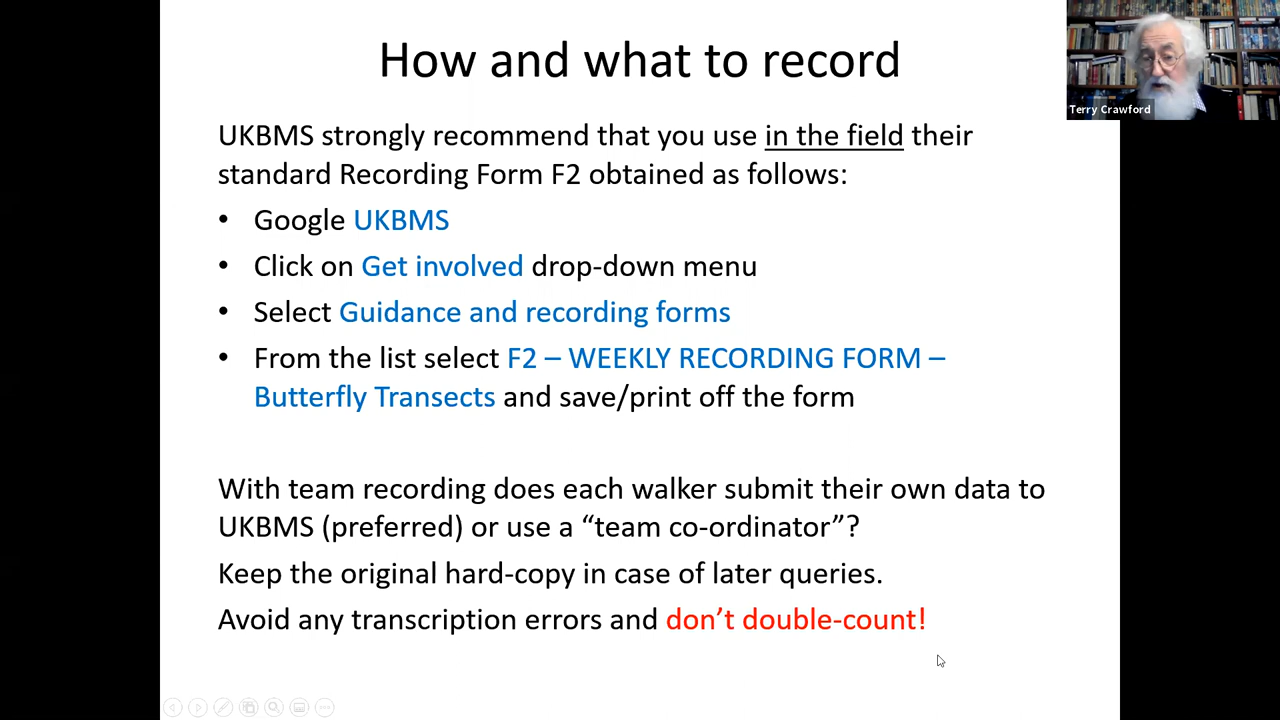 How and what to record
Terry Crawford
UKBMS strongly recommend that you use in the field their
standard Recording Form F2 obtained as follows:
• Google UKBMS
• Click on Get involved drop-down menu
• Select Guidance and recording forms
• From the list select F2 – WEEKLY RECORDING FORM –
Butterfly Transects and save/print off the form
With team recording does each walker submit their own data to
UKBMS (preferred) or use a “team co-ordinator”?
Keep the original hard-copy in case of later queries.
Avoid any transcription errors and don’t double-count!